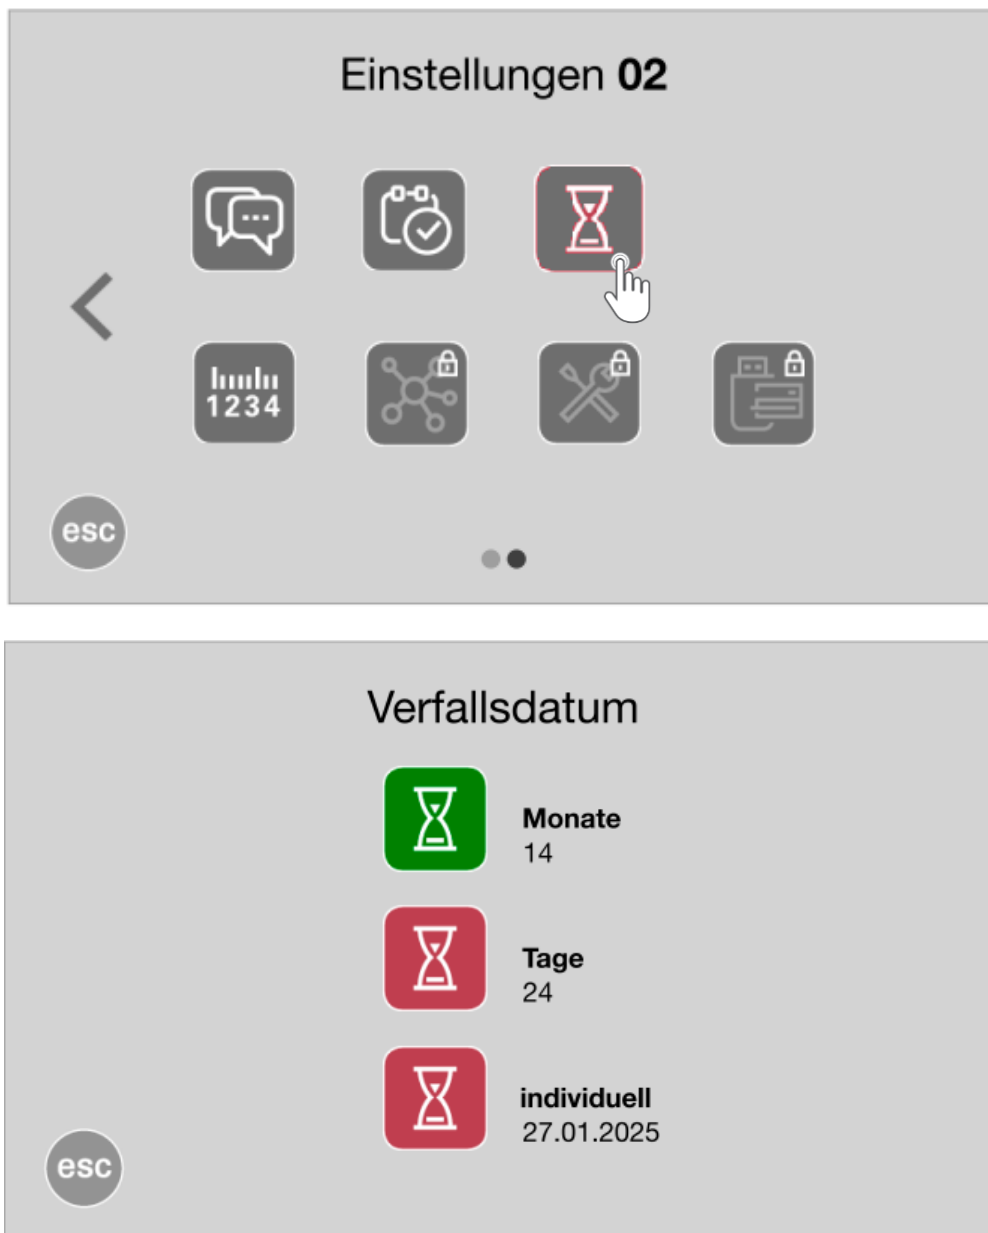 Einstellungen 02
1234
esc
Verfallsdatum
Monate
14
Tage
24
individuell
27.01.2025
esc